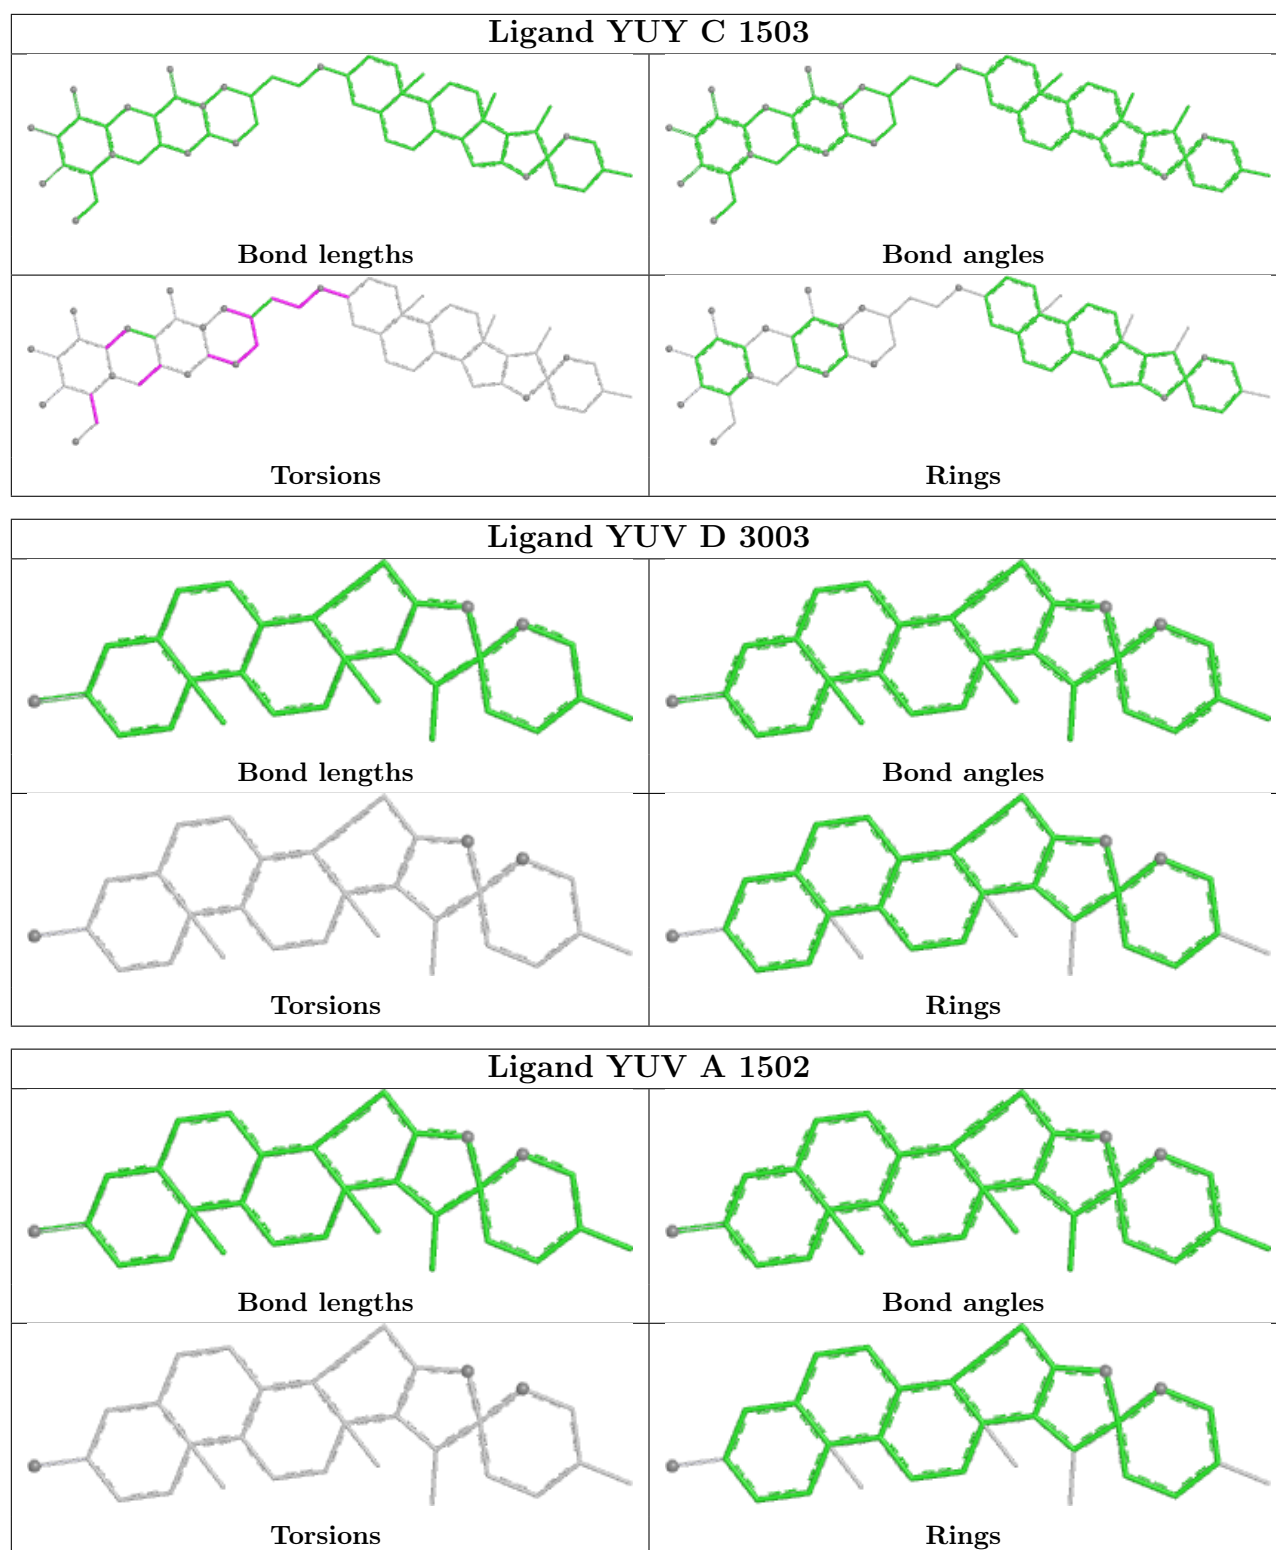 Ligand YUY C 1503
Bond lengths
Bond angles
Torsions
Rings
Ligand YUV D 3003
Bond lengths
Bond angles
Torsions
Rings
Ligand YUV A 1502
Bond lengths
Bond angles
Torsions
Rings